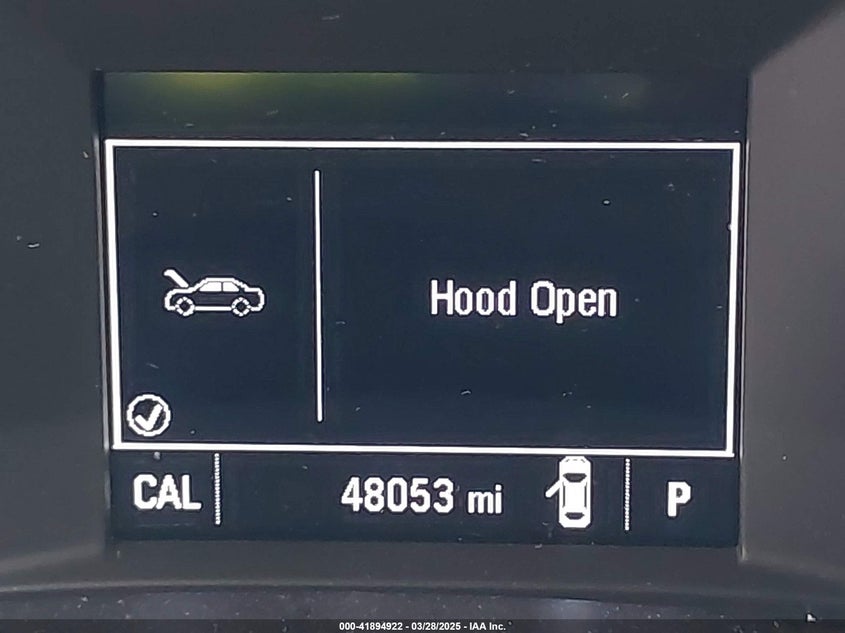 Hood Open
CAL 48053 mi P
000-41894922 - 03/28/2025 - IAA Inc.